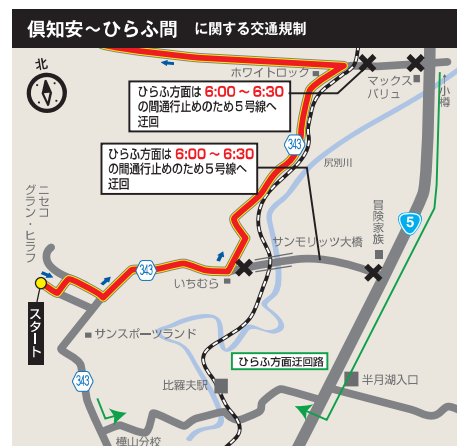 倶知安～ひらふ間 に関する交通規制
北
ホワイトロック
マックス
バリュ
↑小樽
ひらふ方面は 6:00 ～ 6:30
の間通行止めのため5号線へ
迂回
343
ひらふ方面は 6:00 ～ 6:30
の間通行止めのため5号線へ
迂回
尻別川
ニセコ
グラン・ヒラフ
冒険家族
5
サンモリッツ大橋
343
いちむら
スタート
サンスポーツランド
ひらふ方面迂回路
343
比羅夫駅
半月湖入口
樺山分校